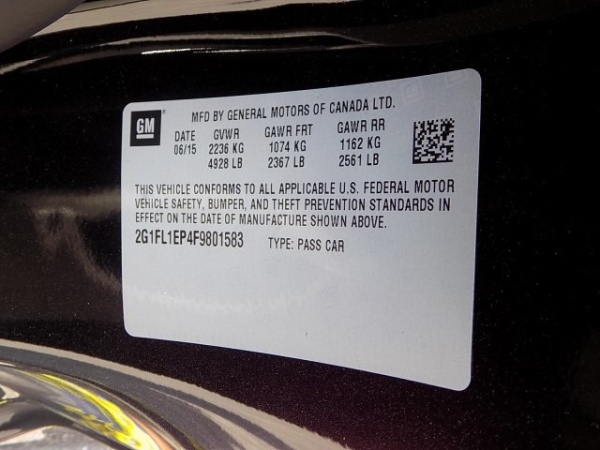 MFD BY GENERAL MOTORS OF CANADA LTD.
GM
DATE GVWR GAWR FRT GAWR RR
06/15 2236 KG 1074 KG 1162 KG
4928 LB 2367 LB 2561 LB
THIS VEHICLE CONFORMS TO ALL APPLICABLE U.S. FEDERAL MOTOR
VEHICLE SAFETY, BUMPER, AND THEFT PREVENTION STANDARDS IN
EFFECT ON THE DATE OF MANUFACTURE SHOWN ABOVE.
2G1FL1EP4F9801583 TYPE: PASS CAR